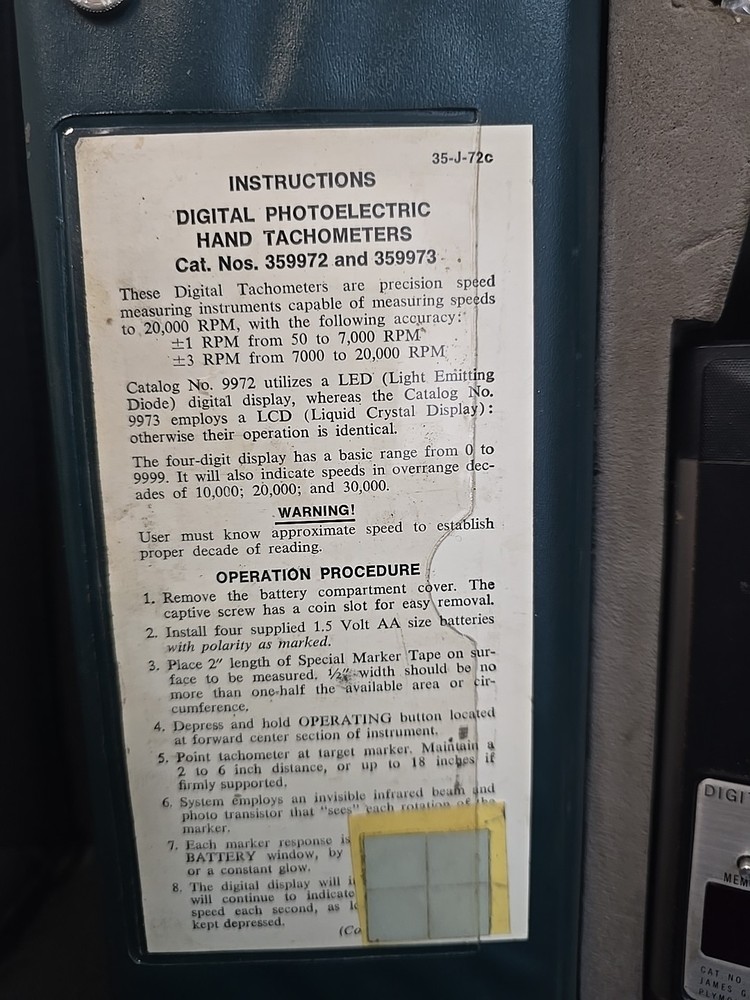 35-J-72c
INSTRUCTIONS
DIGITAL PHOTOELECTRIC
HAND TACHOMETERS
Cat. Nos. 359972 and 359973
These Digital Tachometers are precision speed
measuring instruments capable of measuring speeds
to 20,000 RPM, with the following accuracy:
±1 RPM from 50 to 7,000 RPM
±3 RPM from 7000 to 20,000 RPM
Catalog No. 9972 utilizes a LED (Light Emitting
Diode) digital display, whereas the Catalog No.
9973 employs a LCD (Liquid Crystal Display):
otherwise their operation is identical.
The four-digit display has a basic range from 0 to
9999. It will also indicate speeds in overrange dec-
ades of 10,000; 20,000; and 30,000.
WARNING!
User must know approximate speed to establish
proper decade of reading.
OPERATION PROCEDURE
1. Remove the battery compartment cover. The
captive screw has a coin slot for easy removal.
2. Install four supplied 1.5 Volt AA size batteries
with polarity as marked.
3. Place 2" length of Special Marker Tape on sur-
face to be measured. ½" width should be no
more than one-half the available area or cir-
cumference.
4. Depress and hold OPERATING button located
at forward center section of instrument.
5. Point tachometer at target marker. Maintain a
2 to 6 inch distance, or up to 18 inches if
firmly supported.
6. System employs an invisible infrared beam and
photo transistor that "sees" each rotation of the
marker.
7. Each marker response is
BATTERY window, by
or a constant glow.
8. The digital display will
will continue to indicate
speed each second, as
kept depressed.
(Co
DIGI
MEM
CAT NO
JAMES G
PLYM